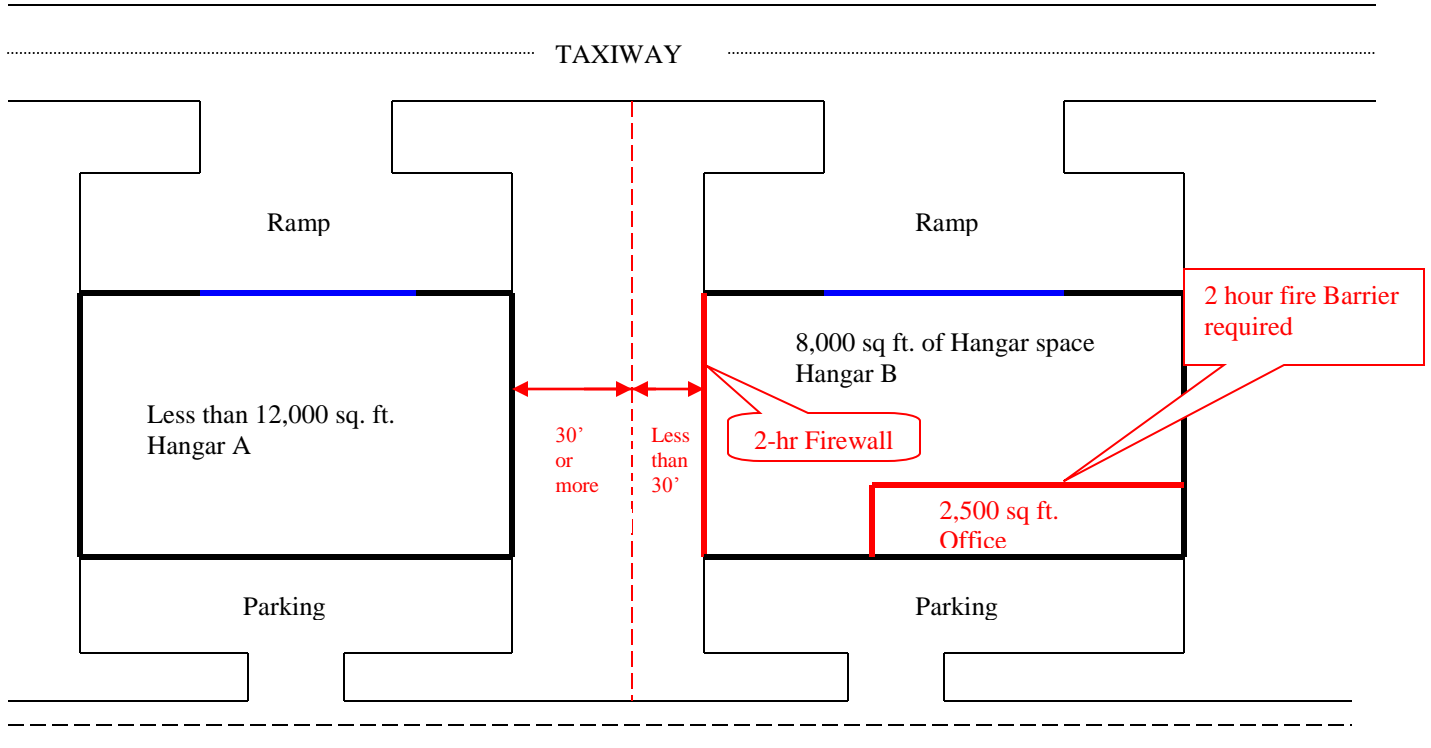 TAXIWAY
Ramp
Ramp
2 hour fire Barrier
required
8,000 sq ft. of Hangar space
Hangar B
Less than 12,000 sq. ft.
Hangar A
30’
or
more
Less
than
30’
2-hr Firewall
2,500 sq ft.
Office
Parking
Parking